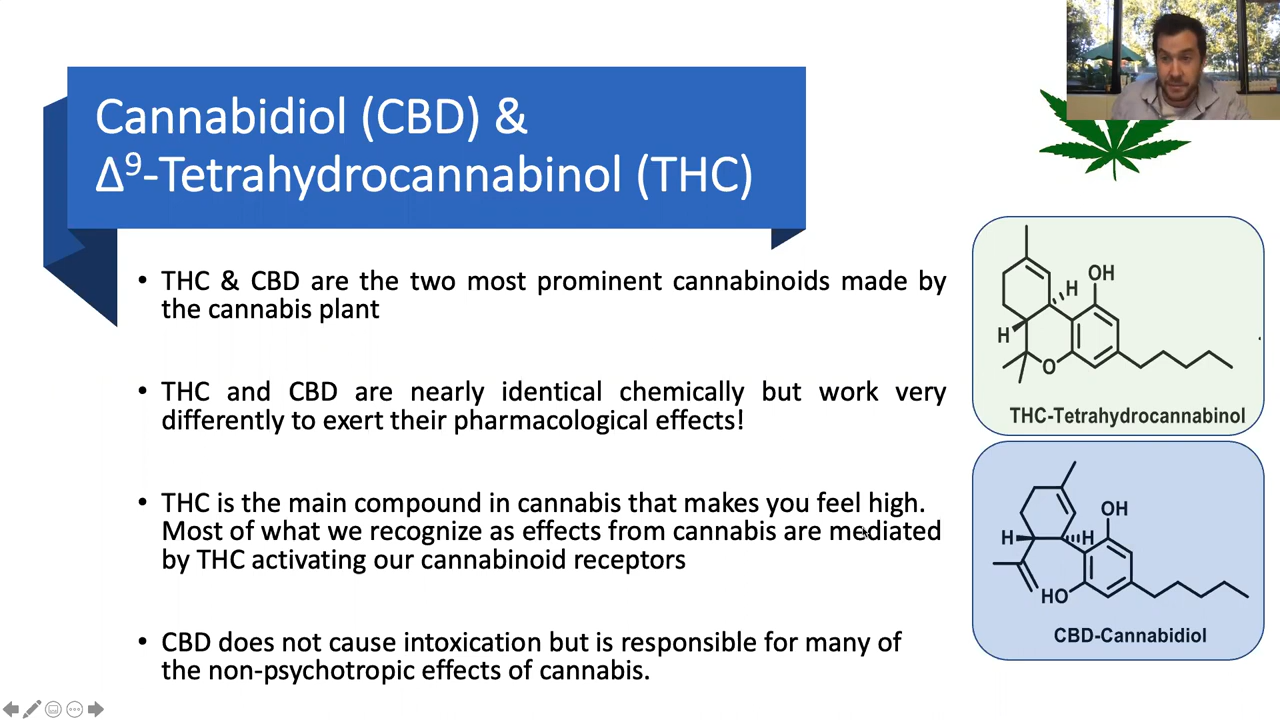 Cannabidiol (CBD) &
Δ⁹-Tetrahydrocannabinol (THC)
• THC & CBD are the two most prominent cannabinoids made by
the cannabis plant
• THC and CBD are nearly identical chemically but work very
differently to exert their pharmacological effects!
• THC is the main compound in cannabis that makes you feel high.
Most of what we recognize as effects from cannabis are mediated
by THC activating our cannabinoid receptors
• CBD does not cause intoxication but is responsible for many of
the non-psychotropic effects of cannabis.
OH
H
H
O
THC-Tetrahydrocannabinol
OH
H
H
HO
CBD-Cannabidiol